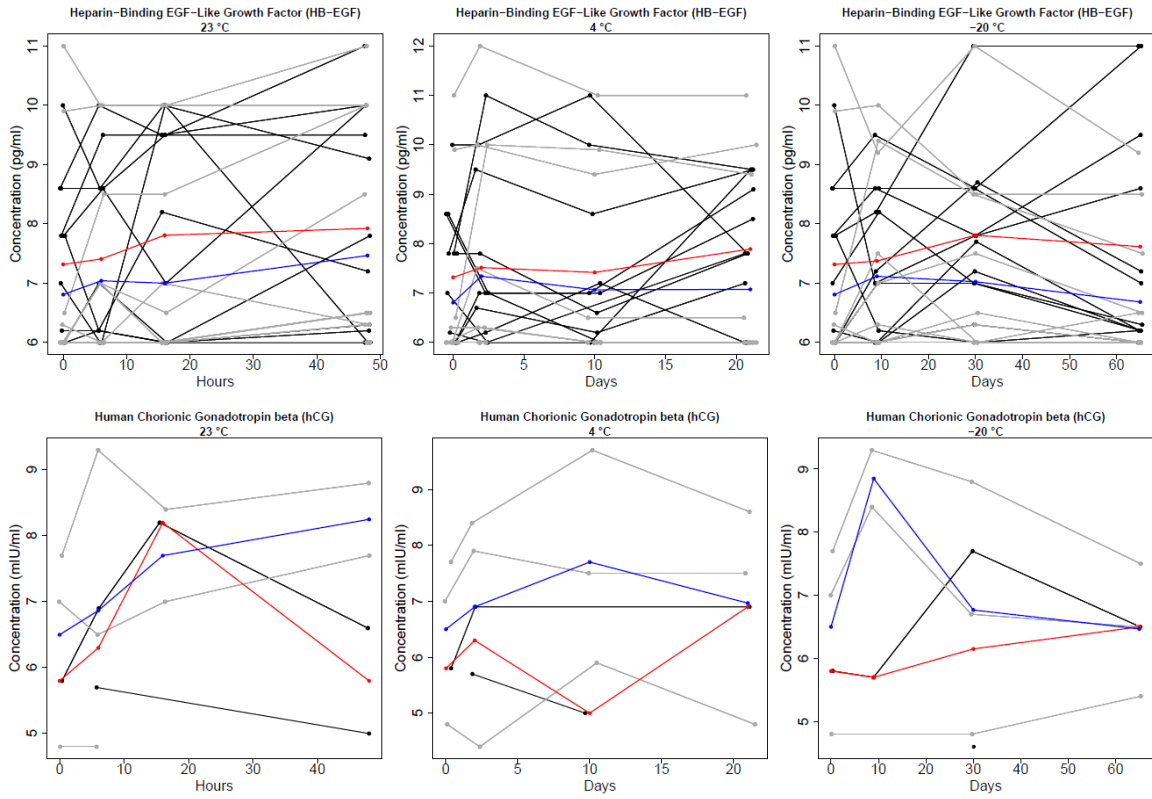 Heparin−Binding EGF−Like Growth Factor (HB−EGF)
23 °C
Concentration (pg/ml)
11
10
9
8
7
6
0 10 20 30 40 50
Hours
Heparin−Binding EGF−Like Growth Factor (HB−EGF)
4 °C
Concentration (pg/ml)
12
11
10
9
8
7
6
0 5 10 15 20
Days
Heparin−Binding EGF−Like Growth Factor (HB−EGF)
−20 °C
Concentration (pg/ml)
11
10
9
8
7
6
0 10 20 30 40 50 60
Days
Human Chorionic Gonadotropin beta (hCG)
23 °C
Concentration (mIU/ml)
9
8
7
6
5
0 10 20 30 40
Hours
Human Chorionic Gonadotropin beta (hCG)
4 °C
Concentration (mIU/ml)
9
8
7
6
5
0 5 10 15 20
Days
Human Chorionic Gonadotropin beta (hCG)
−20 °C
Concentration (mIU/ml)
9
8
7
6
5
0 10 20 30 40 50 60
Days